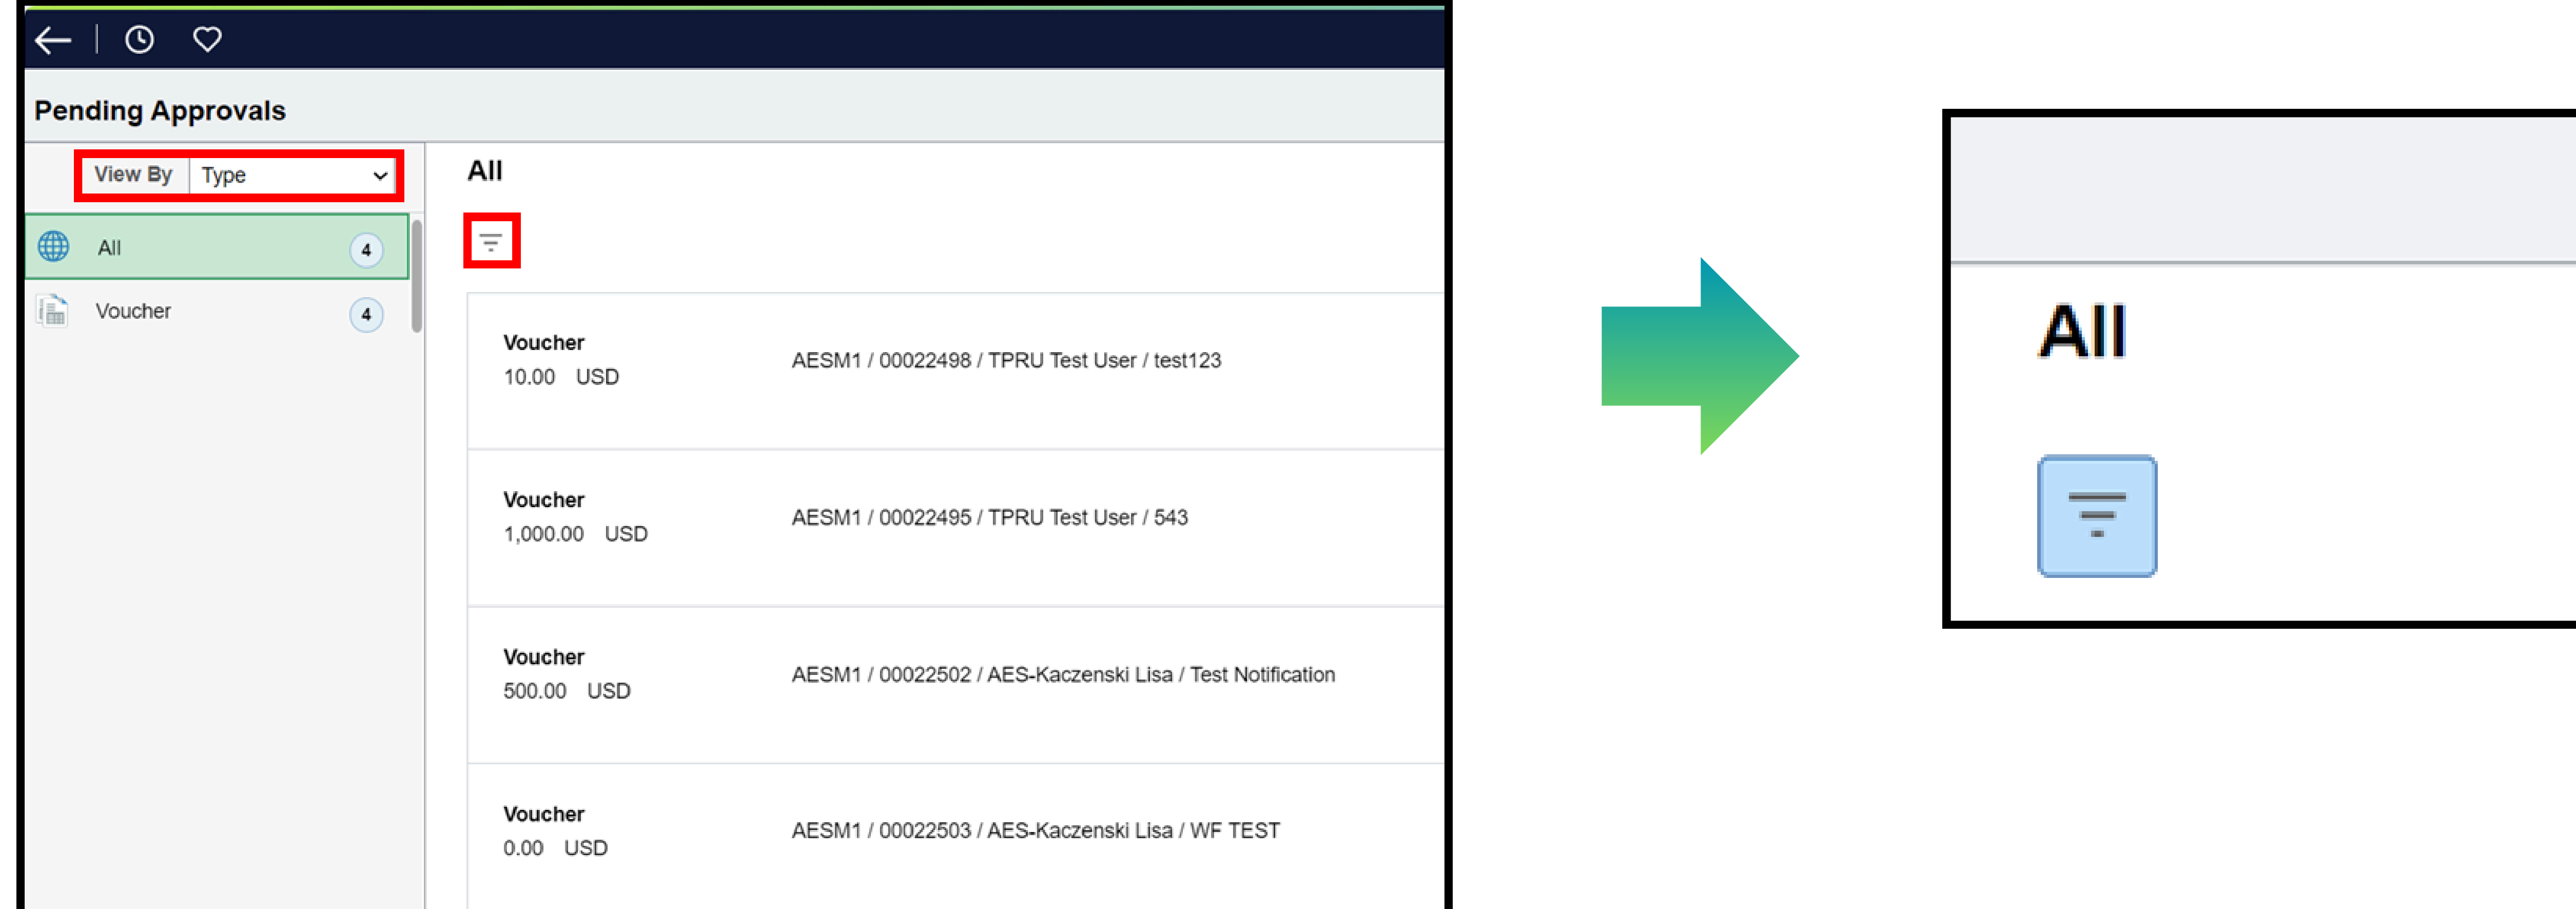 Pending Approvals
View By Type
All 4
Voucher 4
All
Voucher
10.00 USD
AESM1 / 00022498 / TPRU Test User / test123
Voucher
1,000.00 USD
AESM1 / 00022495 / TPRU Test User / 543
Voucher
500.00 USD
AESM1 / 00022502 / AES-Kaczenski Lisa / Test Notification
Voucher
0.00 USD
AESM1 / 00022503 / AES-Kaczenski Lisa / WF TEST
All